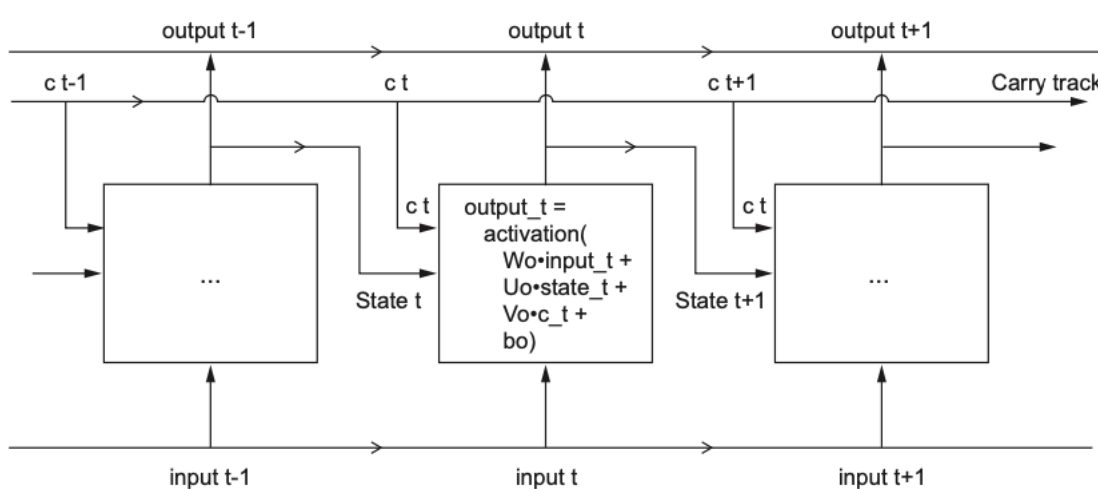 output t-1
output t
output t+1
c t-1
c t
c t+1
Carry track
c t
output_t =
activation(
Wo•input_t +
Uo•state_t +
Vo•c_t +
bo)
c t
...
...
State t
State t+1
input t-1
input t
input t+1